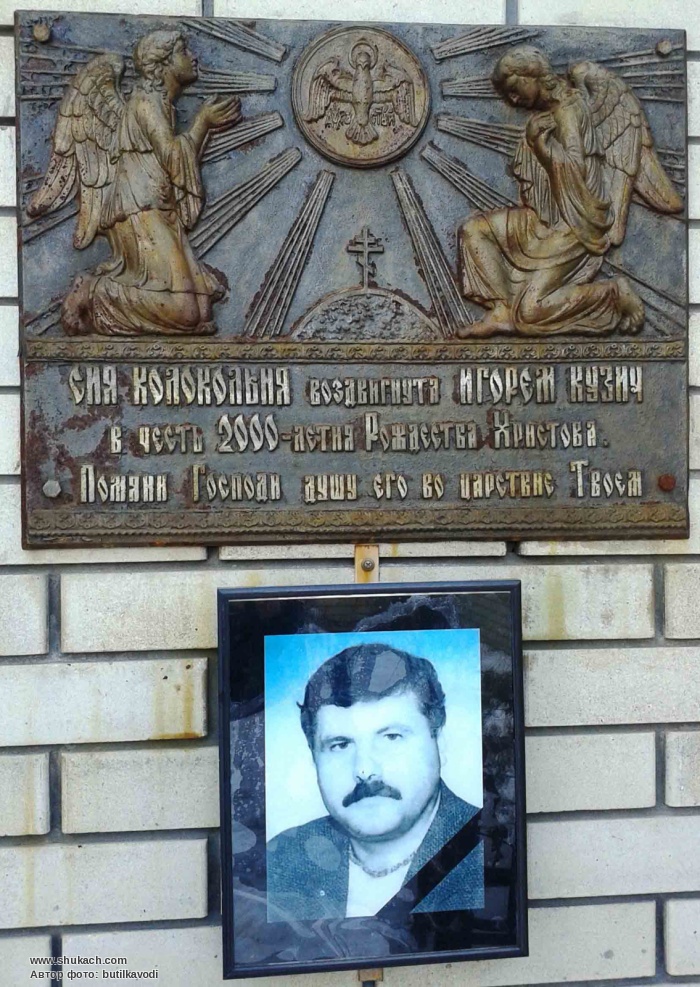 Сия колокольня воздвигнута Игорем Кузич
в честь 2000-летия Рождества Христова.
Помяни Господи душу его во царствие Твоем
www.shukach.com
Автор фото: butilkavodi